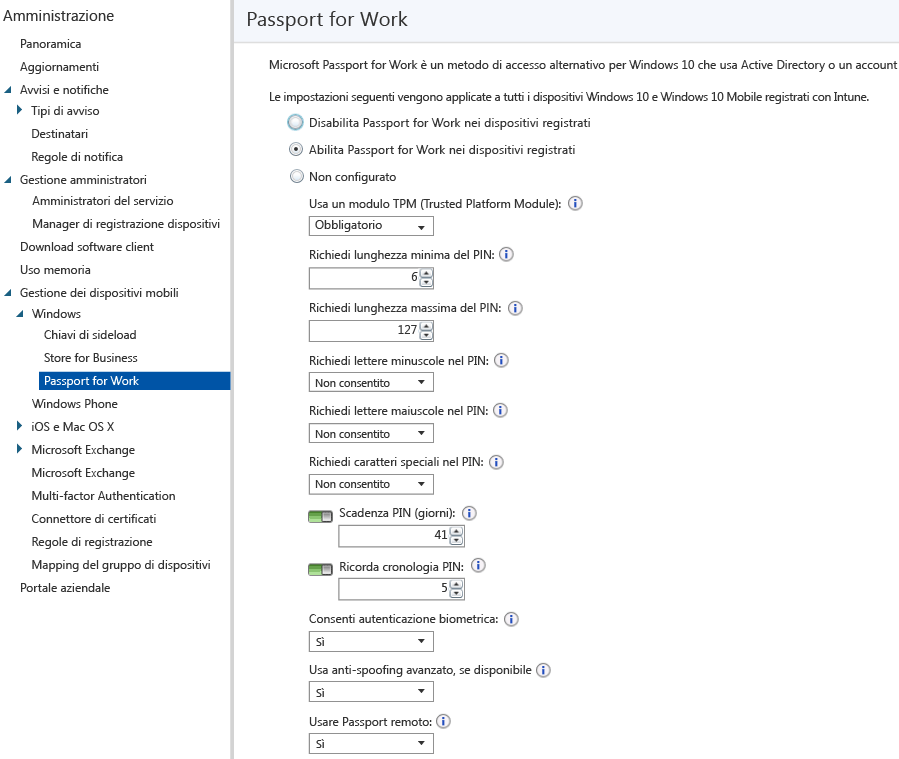 Amministrazione
Panoramica
Aggiornamenti
Avvisi e notifiche
Tipi di avviso
Destinatari
Regole di notifica
Gestione amministratori
Amministratori del servizio
Manager di registrazione dispositivi
Download software client
Uso memoria
Gestione dei dispositivi mobili
Windows
Chiavi di sideload
Store for Business
Passport for Work
Windows Phone
iOS e Mac OS X
Microsoft Exchange
Microsoft Exchange
Multi-factor Authentication
Connettore di certificati
Regole di registrazione
Mapping del gruppo di dispositivi
Portale aziendale
Passport for Work
Microsoft Passport for Work è un metodo di accesso alternativo per Windows 10 che usa Active Directory o un account
Le impostazioni seguenti vengono applicate a tutti i dispositivi Windows 10 e Windows 10 Mobile registrati con Intune.
Disabilita Passport for Work nei dispositivi registrati
Abilita Passport for Work nei dispositivi registrati
Non configurato
Usa un modulo TPM (Trusted Platform Module):
Obbligatorio
Richiedi lunghezza minima del PIN:
6
Richiedi lunghezza massima del PIN:
127
Richiedi lettere minuscole nel PIN:
Non consentito
Richiedi lettere maiuscole nel PIN:
Non consentito
Richiedi caratteri speciali nel PIN:
Non consentito
Scadenza PIN (giorni):
41
Ricorda cronologia PIN:
5
Consenti autenticazione biometrica:
Sì
Usa anti-spoofing avanzato, se disponibile
Sì
Usare Passport remoto:
Sì